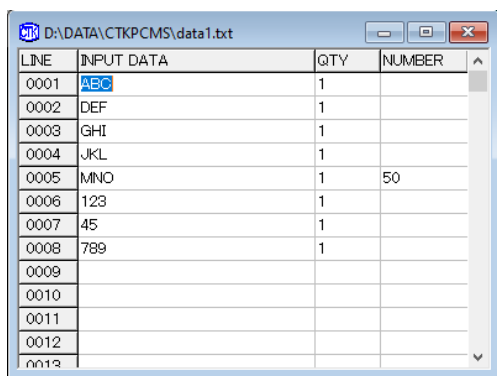 CTK D:\DATA\CTKPCMS\data1.txt
LINE INPUT DATA QTY NUMBER
0001 ABC 1
0002 DEF 1
0003 GHI 1
0004 JKL 1
0005 MNO 1 50
0006 123 1
0007 45 1
0008 789 1
0009
0010
0011
0012
0013